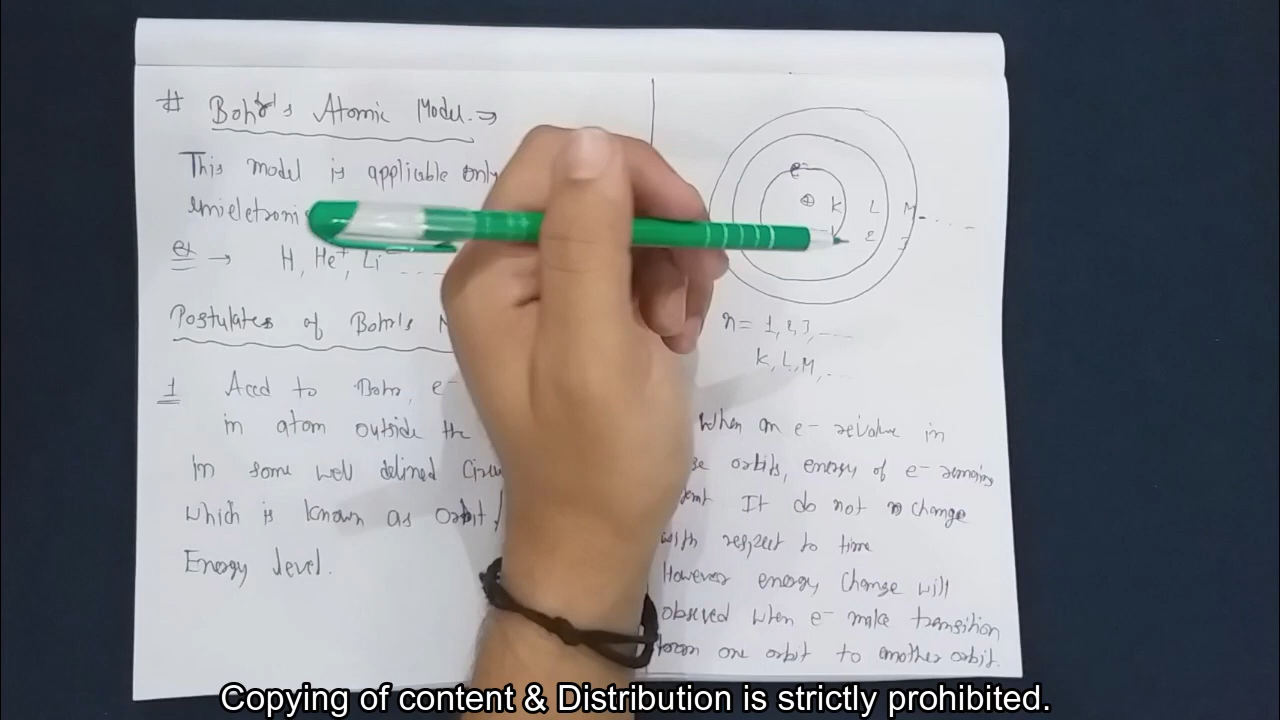 # Bohr's Atomic Model. ⇒
This model is applicable only
ex → H, He⁺, Li ----
Postulates of Bohr's
1 Accd to Bohr, e⁻
in atom outside the
in some well defined
which is known as orbit /
Energy level.
e⁻
⊕ K L M - ----
2 3
n = 1, 2, 3, ----
K, L, M, ---
When an e⁻ revolve in
orbits, energy of e⁻ remains
It do not change
with respect to time
However energy change will
observed when e⁻ make transition
from one orbit to another orbit.
Copying of content & Distribution is strictly prohibited.